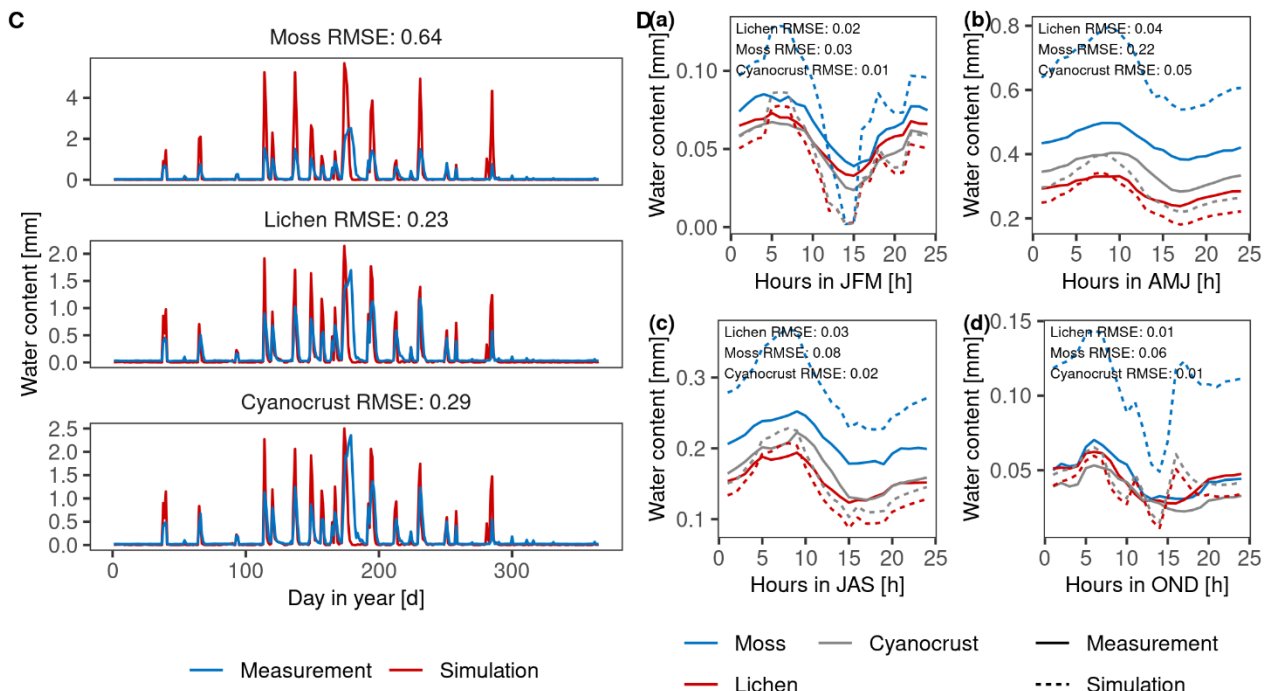 C
Moss RMSE: 0.64
4
2
0
Lichen RMSE: 0.23
2.0
1.5
1.0
0.5
0.0
Cyanocrust RMSE: 0.29
2.5
2.0
1.5
1.0
0.5
0.0
0 100 200 300
Day in year [d]
Water content [mm]
Measurement Simulation
D
(a)
Lichen RMSE: 0.02
Moss RMSE: 0.03
Cyanocrust RMSE: 0.01
0.10
0.05
0.00
Water content [mm]
0 5 10 15 20 25
Hours in JFM [h]
(b)
Lichen RMSE: 0.04
Moss RMSE: 0.22
Cyanocrust RMSE: 0.05
0.8
0.6
0.4
0.2
Water content [mm]
0 5 10 15 20 25
Hours in AMJ [h]
(c)
Lichen RMSE: 0.03
Moss RMSE: 0.08
Cyanocrust RMSE: 0.02
0.3
0.2
0.1
Water content [mm]
0 5 10 15 20 25
Hours in JAS [h]
(d)
Lichen RMSE: 0.01
Moss RMSE: 0.06
Cyanocrust RMSE: 0.01
0.15
0.10
0.05
Water content [mm]
0 5 10 15 20 25
Hours in OND [h]
Moss Cyanocrust Measurement
Lichen Simulation